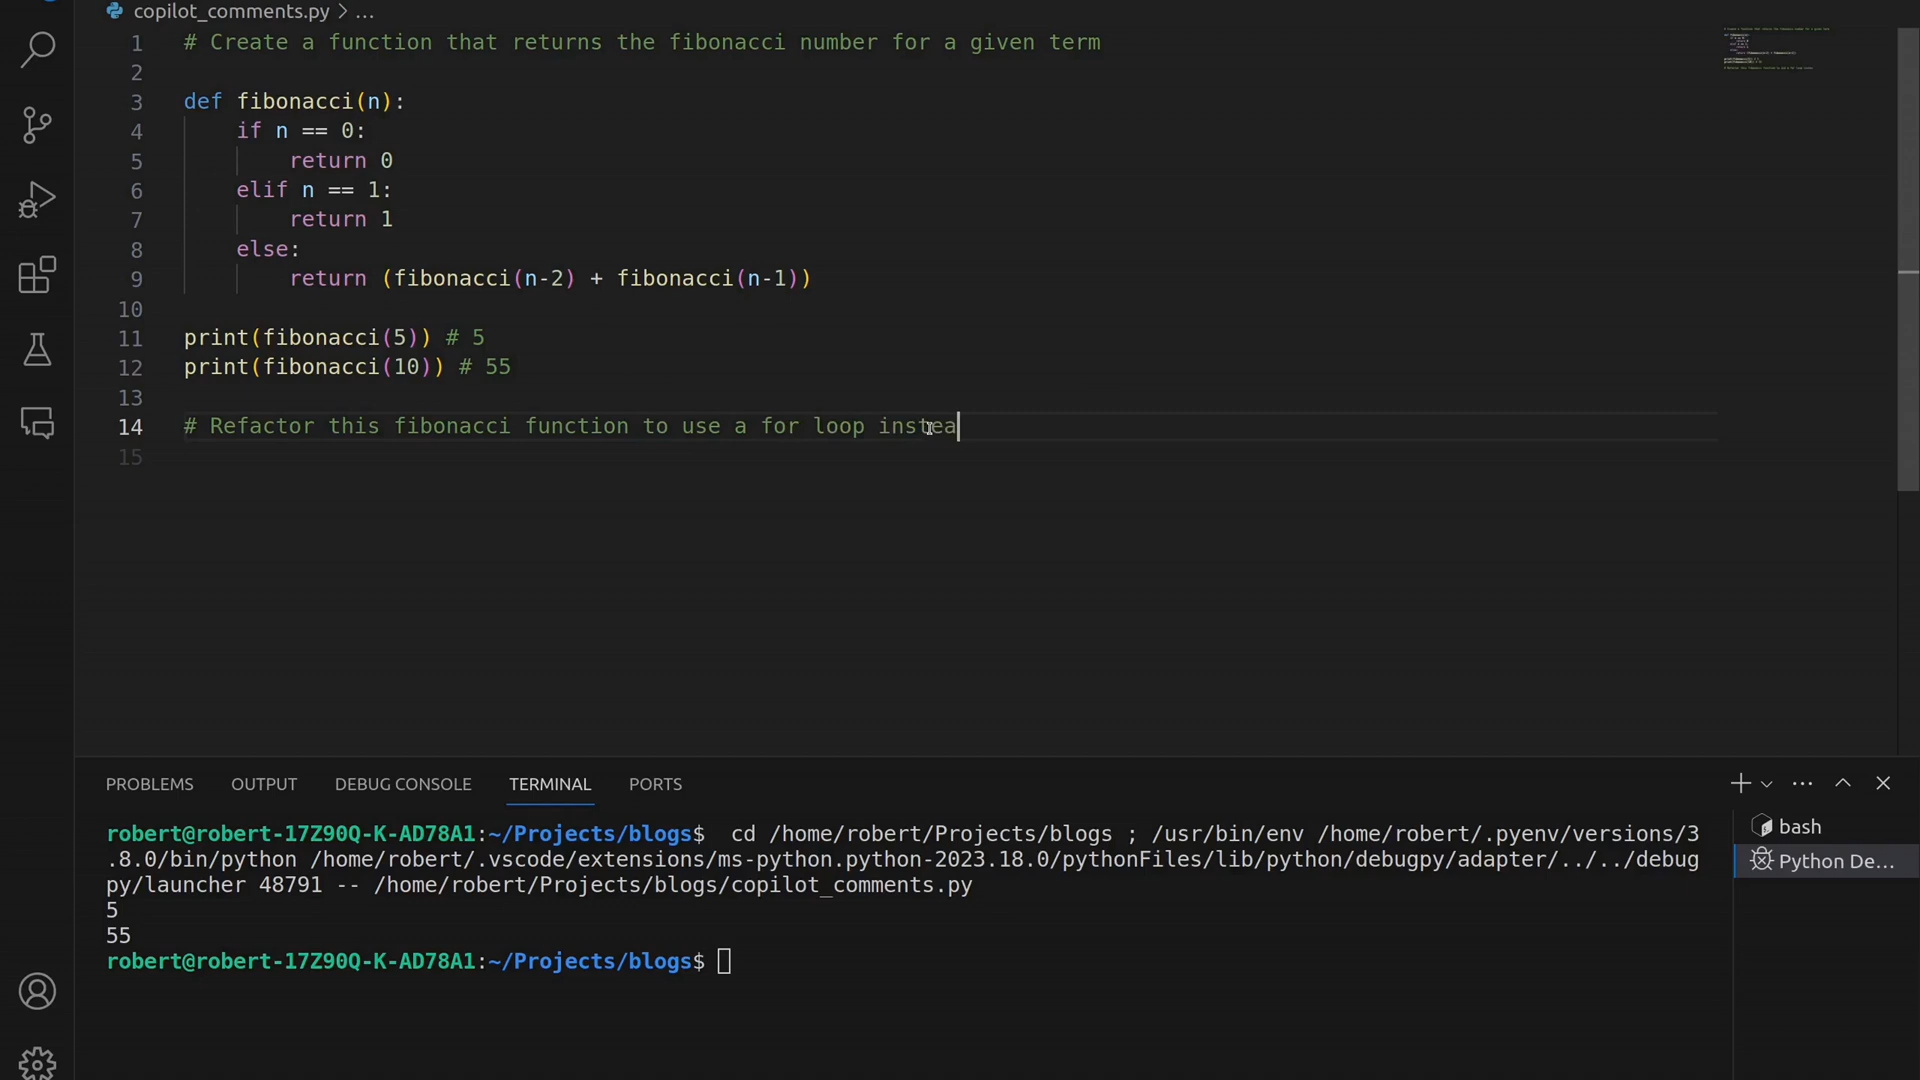 copilot_comments.py > ...
1 # Create a function that returns the fibonacci number for a given term
2
3 def fibonacci(n):
4 if n == 0:
5 return 0
6 elif n == 1:
7 return 1
8 else:
9 return (fibonacci(n-2) + fibonacci(n-1))
10
11 print(fibonacci(5)) # 5
12 print(fibonacci(10)) # 55
13
14 # Refactor this fibonacci function to use a for loop instea
15
PROBLEMS OUTPUT DEBUG CONSOLE TERMINAL PORTS
robert@robert-17Z90Q-K-AD78A1:~/Projects/blogs$ cd /home/robert/Projects/blogs ; /usr/bin/env /home/robert/.pyenv/versions/3
.8.0/bin/python /home/robert/.vscode/extensions/ms-python.python-2023.18.0/pythonFiles/lib/python/debugpy/adapter/../../debug
py/launcher 48791 -- /home/robert/Projects/blogs/copilot_comments.py
5
55
robert@robert-17Z90Q-K-AD78A1:~/Projects/blogs$
bash
Python De...